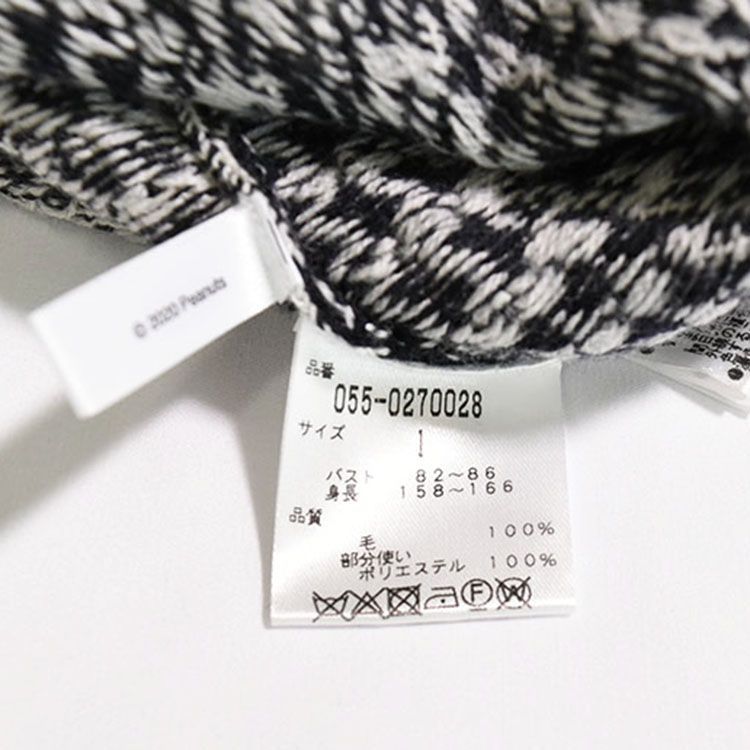 © 2020 Peanuts
品番
055-0270028
サイズ 1
バスト 82～86
身長 158～166
品質
毛 100%
部分使い
ポリエステル 100%